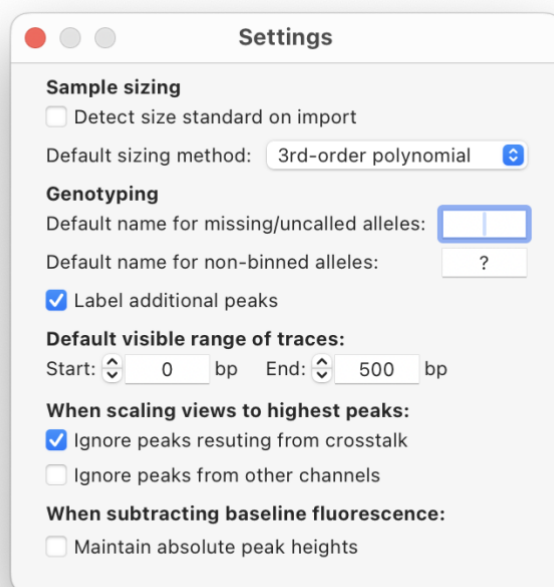 Settings
Sample sizing
Detect size standard on import
Default sizing method: 3rd-order polynomial
Genotyping
Default name for missing/uncalled alleles:
Default name for non-binned alleles: ?
Label additional peaks
Default visible range of traces:
Start: 0 bp End: 500 bp
When scaling views to highest peaks:
Ignore peaks resuting from crosstalk
Ignore peaks from other channels
When subtracting baseline fluorescence:
Maintain absolute peak heights